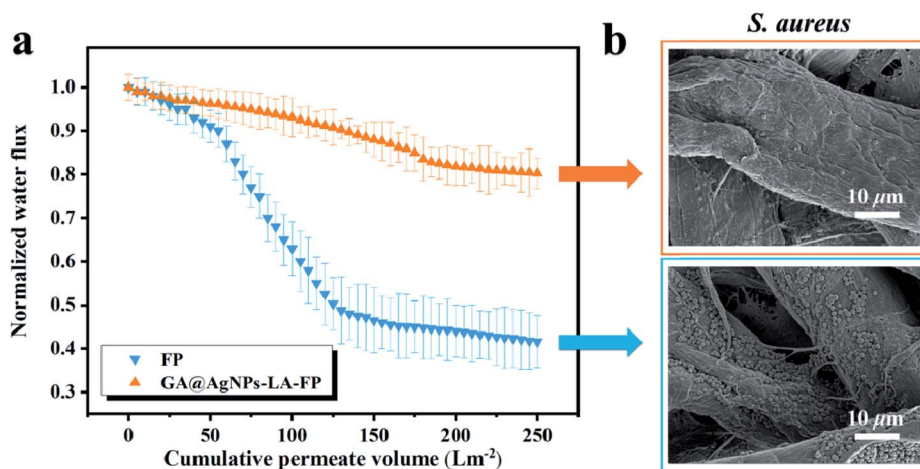 a
Normalized water flux
1.0
0.9
0.8
0.7
0.6
0.5
0.4
0.3
FP
GA@AgNPs-LA-FP
0
50
100
150
200
250
Cumulative permeate volume (Lm⁻²)
b
S. aureus
10 μm
10 μm